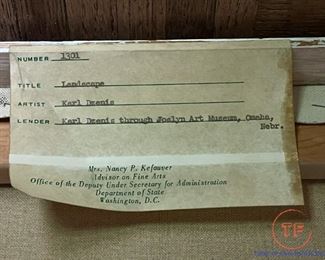 NUMBER 1301
TITLE Landscape
ARTIST Karl Dzenis
LENDER Karl Dzenis through Joslyn Art Museum, Omaha,
Nebr.
Mrs. Nancy P. Kefauver
Advisor on Fine Arts
Office of the Deputy Under Secretary for Administration
Department of State
Washington, D.C.
TF